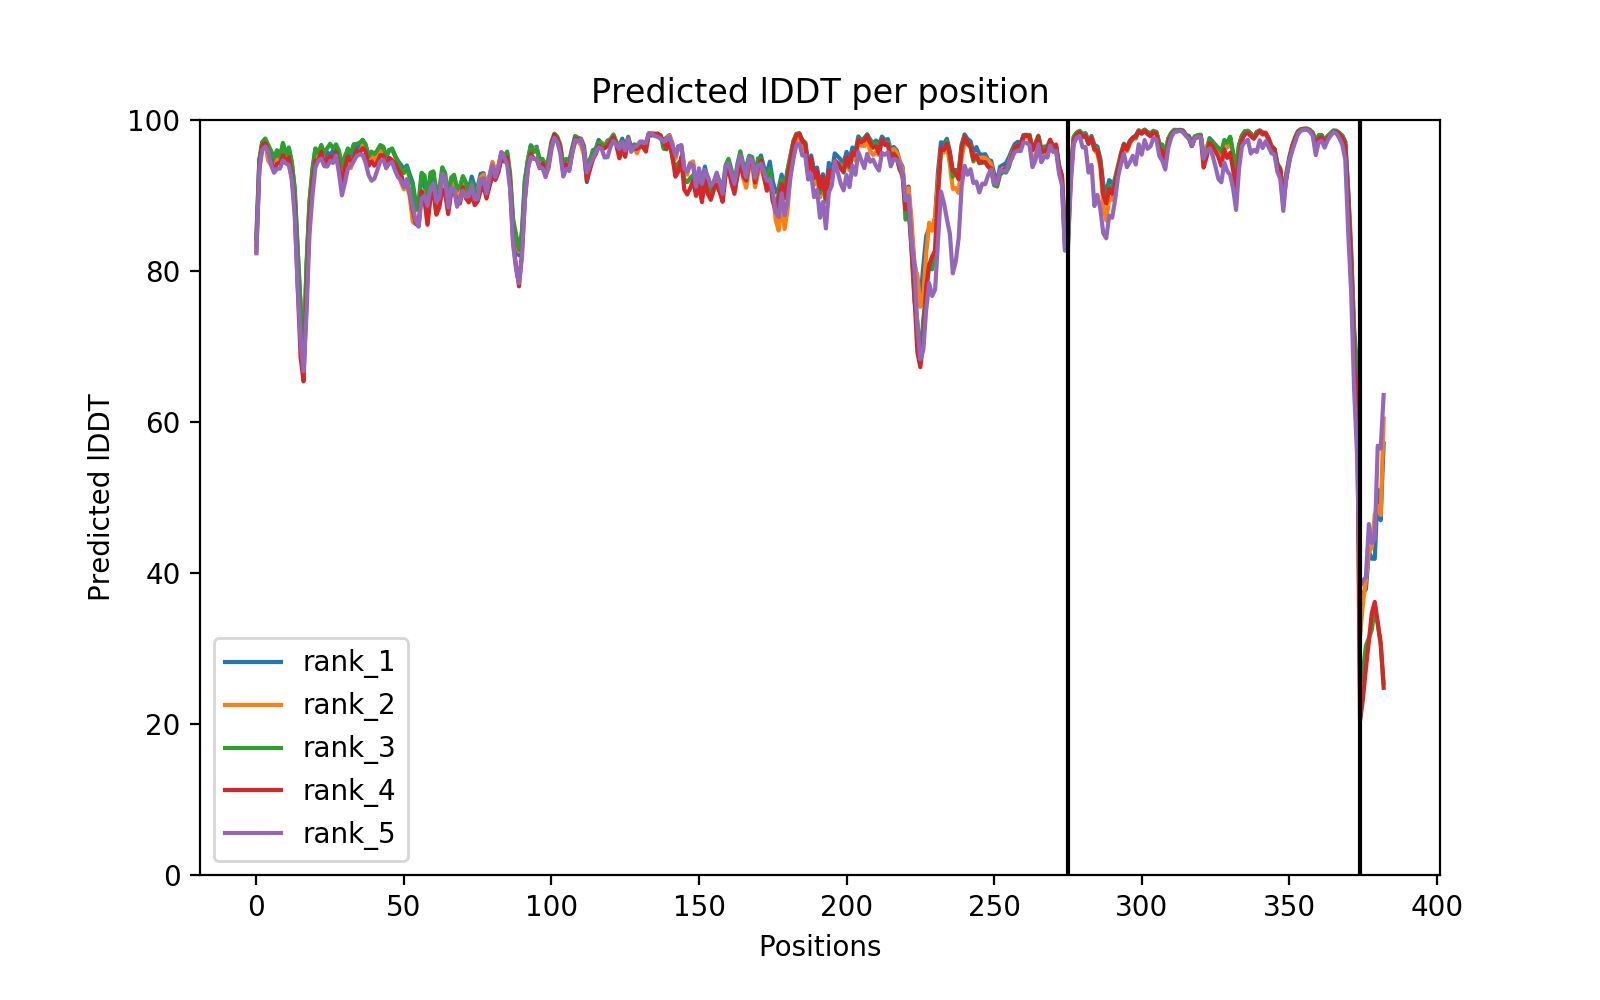 Predicted lDDT per position
100
80
60
40
20
0
Predicted lDDT
rank_1
rank_2
rank_3
rank_4
rank_5
0 50 100 150 200 250 300 350 400
Positions